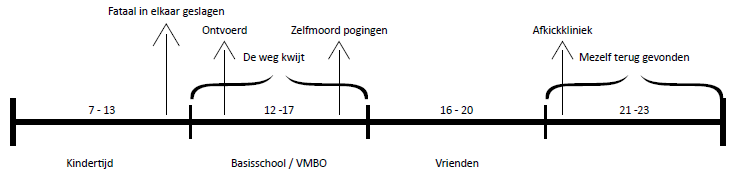 Fataal in elkaar geslagen
Ontvoerd
Zelfmoord pogingen
Afkickkliniek
De weg kwijt
Mezelf terug gevonden
7 - 13
12 -17
16 - 20
21 -23
Kindertijd
Basisschool / VMBO
Vrienden